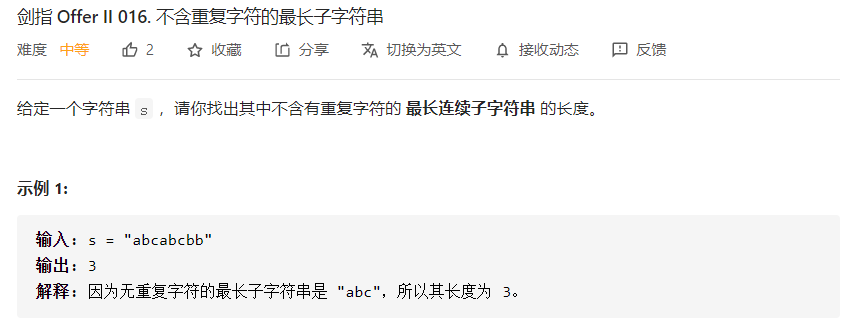 剑指 Offer II 016. 不含重复字符的最长子字符串
难度 中等 2 收藏 分享 切换为英文 接收动态 反馈
给定一个字符串 s ，请你找出其中不含有重复字符的 最长连续子字符串 的长度。
示例 1:
输入: s = "abcabcbb"
输出: 3
解释: 因为无重复字符的最长子字符串是 "abc"，所以其长度为 3。